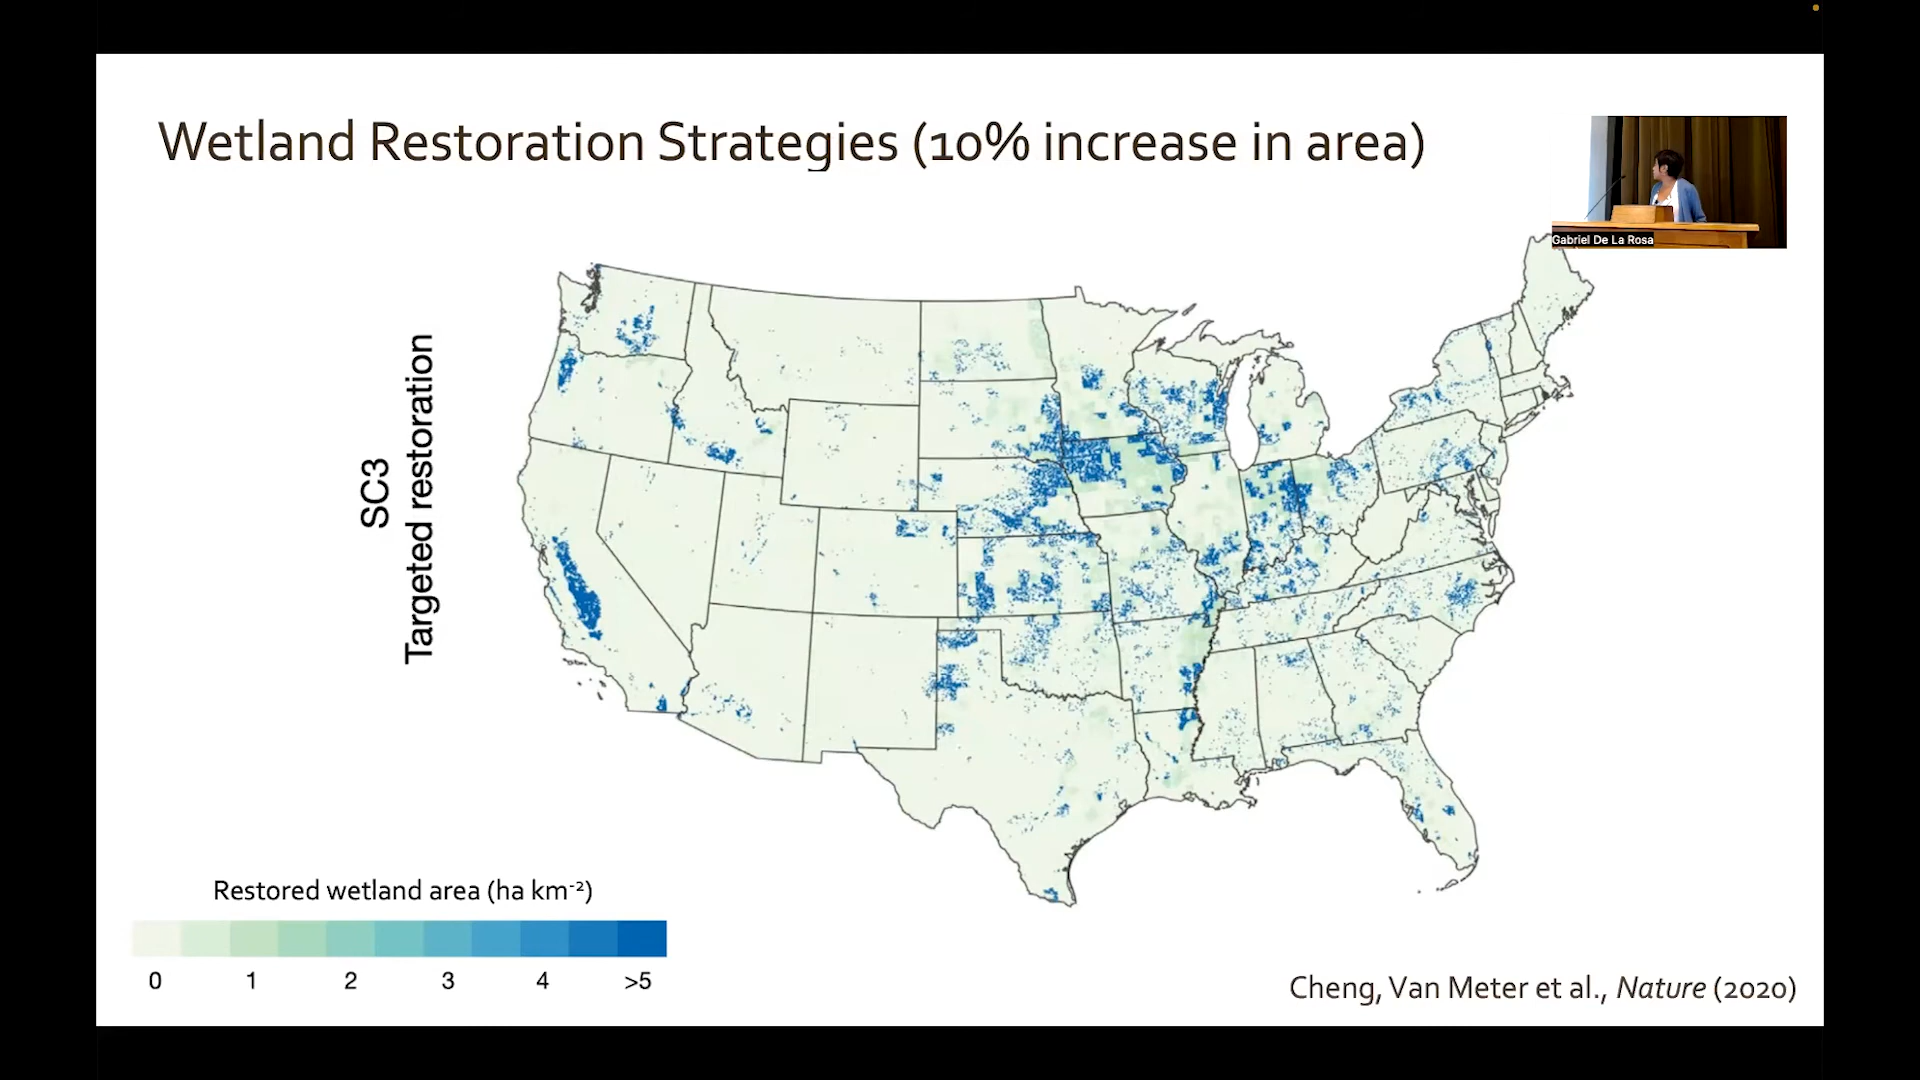 Wetland Restoration Strategies (10% increase in area)
Gabriel De La Rosa
SC3
Targeted restoration
Restored wetland area (ha km⁻²)
0 1 2 3 4 >5
Cheng, Van Meter et al., Nature (2020)